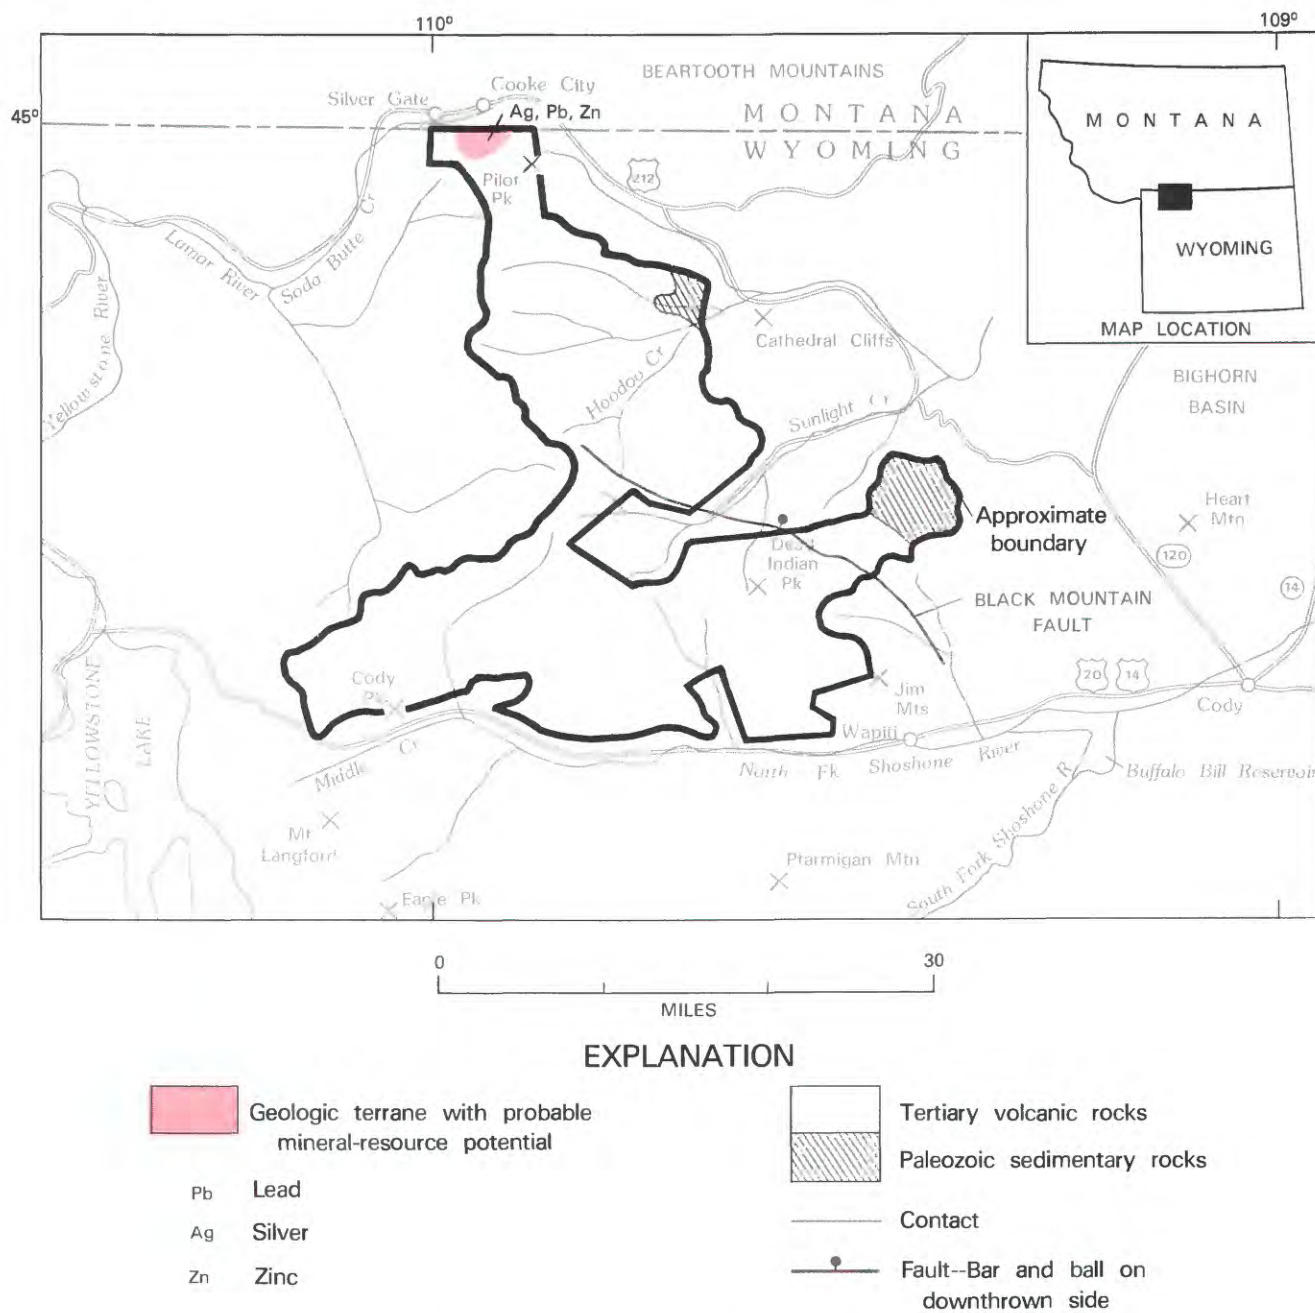 110º
109º
45º
BEARTOOTH MOUNTAINS
Cooke City
Silver Gate
Ag, Pb, Zn
MONTANA
WYOMING
MONTANA
WYOMING
MAP LOCATION
212
Pilot
Pk
Lamar River
Soda Butte Cr
Yellowstone River
Cathedral Cliffs
Hoodoo Cr
Sunlight Cr
BIGHORN
BASIN
Heart
Mtn
Approximate
boundary
120
14
Dead
Indian
Pk
BLACK MOUNTAIN
FAULT
20
14
Cody
Cody
Pk
Jim
Mts
Wapiti
YELLOWSTONE
LAKE
Middle Cr
North Fk Shoshone River
Buffalo Bill Reservoir
South Fork Shoshone R
Mt
Langford
Ptarmigan Mtn
Eagle Pk
0
30
MILES
EXPLANATION
Geologic terrane with probable
mineral-resource potential
Pb Lead
Ag Silver
Zn Zinc
Tertiary volcanic rocks
Paleozoic sedimentary rocks
Contact
Fault--Bar and ball on
downthrown side